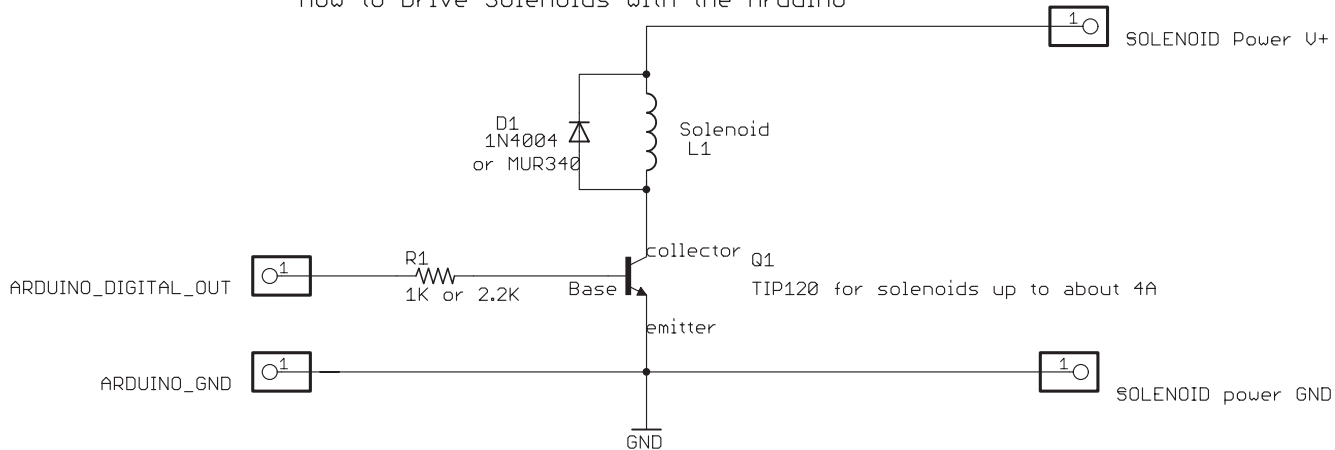 How to Drive Solenoids with the Arduino
1
SOLENOID Power V+
D1
1N4004
or MUR340
Solenoid
L1
collector
R1
Q1
1
ARDUINO_DIGITAL_OUT
1K or 2.2K
Base
TIP120 for solenoids up to about 4A
emitter
1
ARDUINO_GND
1
SOLENOID power GND
GND